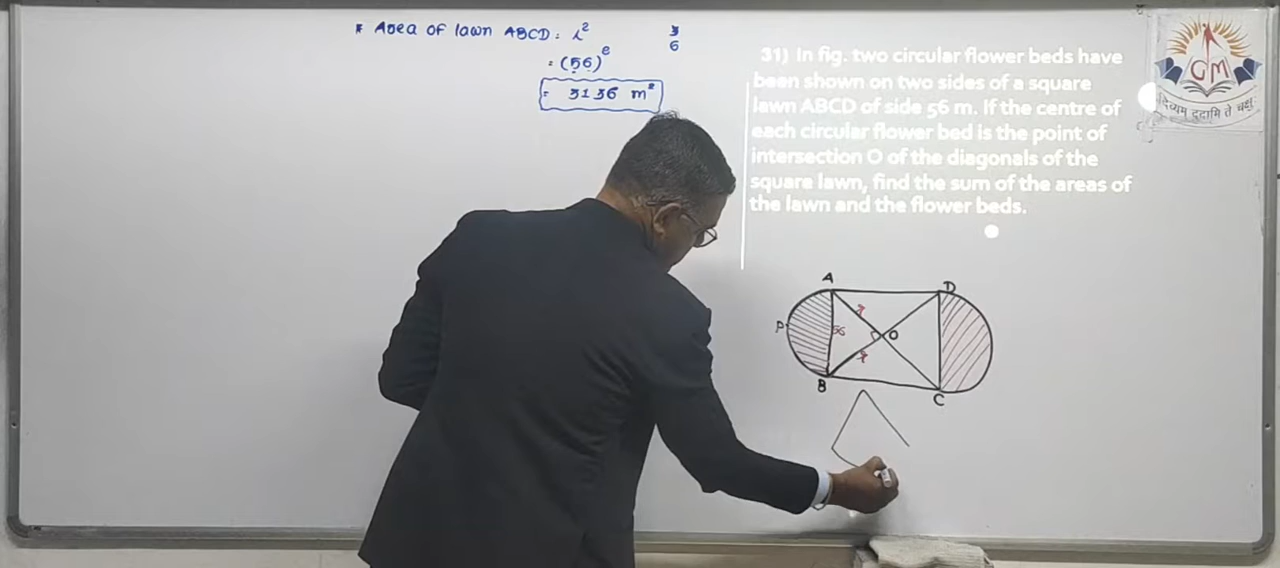 * Area of lawn ABCD = s²
= (56)²
= 3136 m²
3
6
31) In fig. two circular flower beds have
been shown on two sides of a square
lawn ABCD of side 56 m. If the centre of
each circular flower bed is the point of
intersection O of the diagonals of the
square lawn, find the sum of the areas of
the lawn and the flower beds.
GM
A
D
P
56
r
O
r
B
C